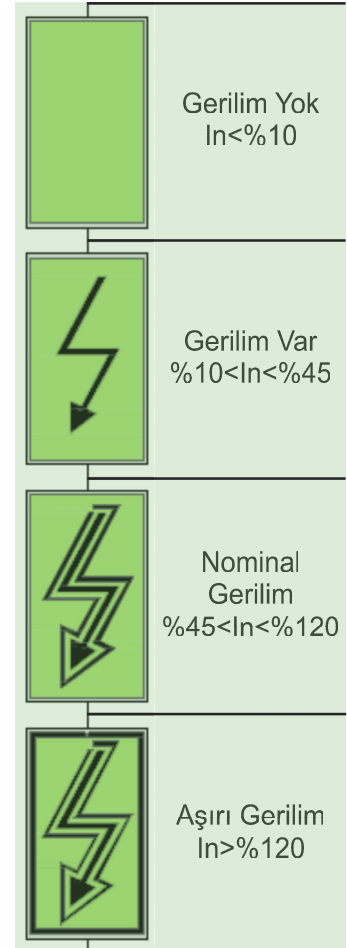 Gerilim Yok
In<%10
Gerilim Var
%10<In<%45
Nominal
Gerilim
%45<In<%120
Aşırı Gerilim
In>%120